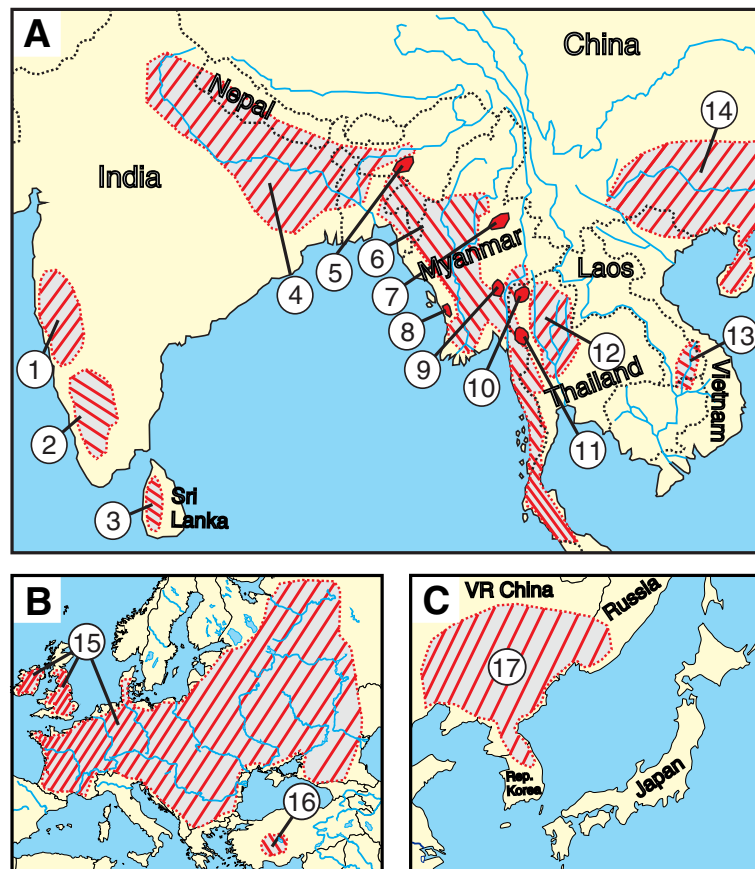 A
China
Nepal
14
India
Myanmar
Laos
5
6
4
7
8
1
12
13
9
10
Thailand
Vietnam
2
11
3
Sri
Lanka
B
15
16
C
VR China
Russia
17
Rep.
Korea
Japan